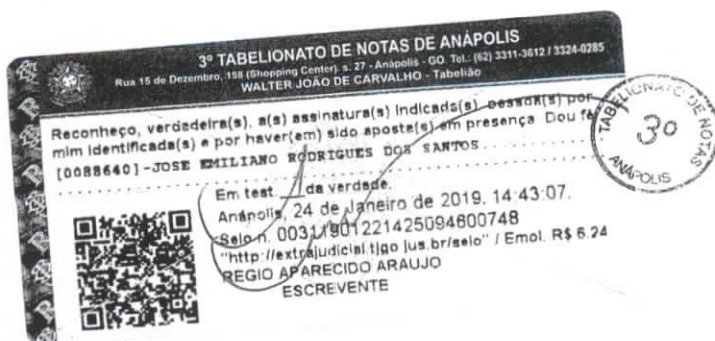 3º TABELIONATO DE NOTAS DE ANÁPOLIS
Rua 15 de Dezembro, 158 (Shopping Center) s. 27 - Anápolis - GO. Tel.: (62) 3311-3612 / 3324-0285
WALTER JOÃO DE CARVALHO - Tabelião
Reconheço, verdadeira(s), a(s) assinatura(s) indicada(s), pessoa(s) por
mim identificada(s) e por haver(em) sido aposta(s) em presença. Dou fé
[0088640]-JOSE EMILIANO RODRIGUES DOS SANTOS
Em test da verdade.
Anápolis, 24 de Janeiro de 2019, 14:43:07.
Selo n. 00311901221425094600748
"http://extrajudicial.tjgo.jus.br/selo" / Emol. R$ 6.24
REGIO APARECIDO ARAUJO
ESCREVENTE
TABELIONATO DE NOTAS
3º
ANÁPOLIS